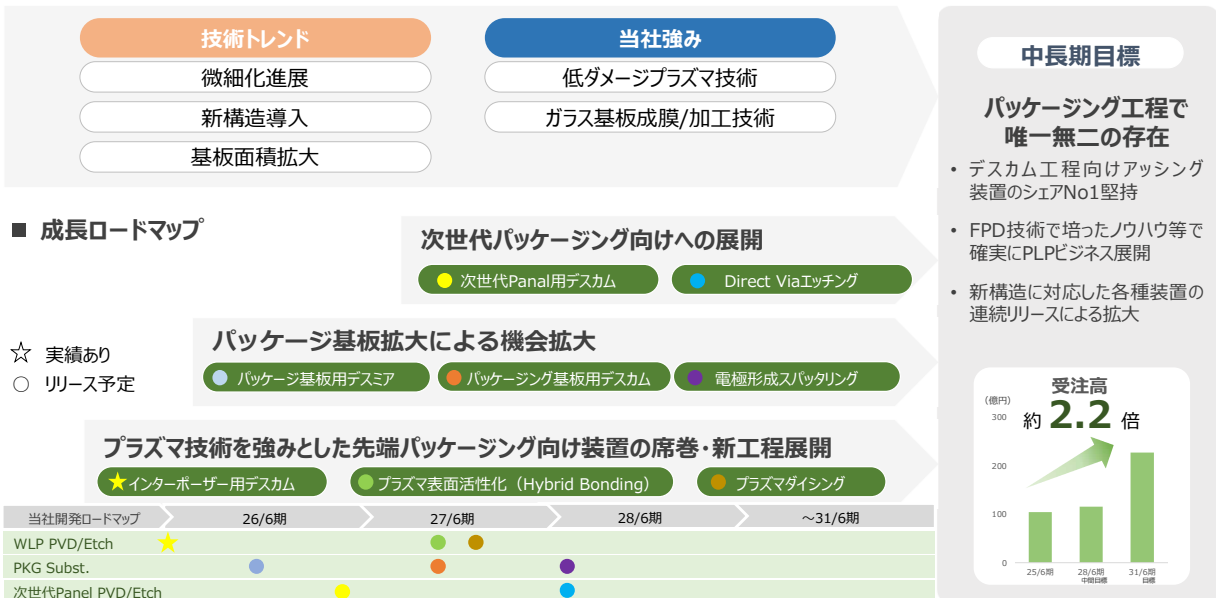 技術トレンド
微細化進展
新構造導入
基板面積拡大
当社強み
低ダメージプラズマ技術
ガラス基板成膜/加工技術
■ 成長ロードマップ
次世代パッケージング向けへの展開
次世代Panal用デスカム
Direct Viaエッチング
☆ 実績あり
○ リリース予定
パッケージ基板拡大による機会拡大
パッケージ基板用デスミア
パッケージング基板用デスカム
電極形成スパッタリング
プラズマ技術を強みとした先端パッケージング向け装置の席巻・新工程展開
インターポーザー用デスカム
プラズマ表面活性化（Hybrid Bonding）
プラズマダイシング
当社開発ロードマップ
26/6期
27/6期
28/6期
～31/6期
WLP PVD/Etch
PKG Subst.
次世代Panel PVD/Etch
中長期目標
パッケージング工程で
唯一無二の存在
• デスカム工程向けアッシング
装置のシェアNo1堅持
• FPD技術で培ったノウハウ等で
確実にPLPビジネス展開
• 新構造に対応した各種装置の
連続リリースによる拡大
受注高
（億円）
約 2.2 倍
300
200
100
0
25/6期
28/6期
中間目標
31/6期
目標